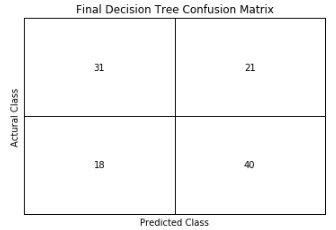 Final Decision Tree Confusion Matrix
31 21
Actural Class
18 40
Predicted Class